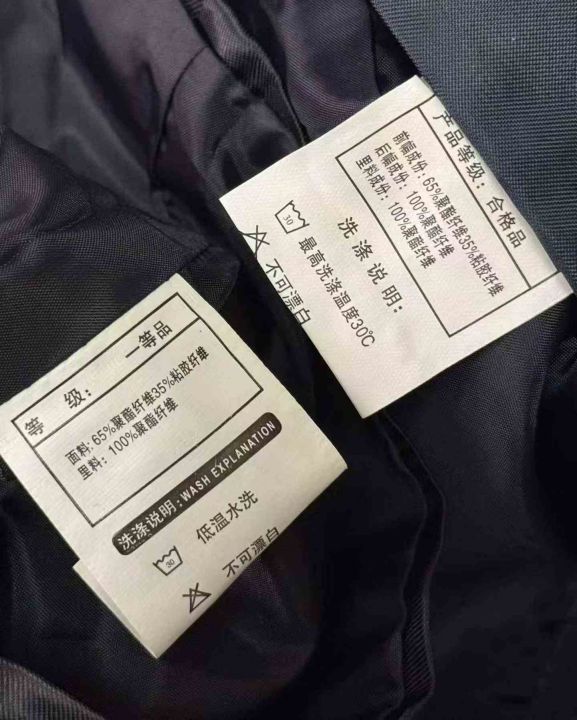 产品等级：合格品
前幅成份：65%聚酯纤维35%粘胶纤维
后幅成份：100%聚酯纤维
里料成份：100%聚酯纤维
洗涤说明：
30
最高洗涤温度30℃
不可漂白
等 级： 一等品
面料：65%聚酯纤维35%粘胶纤维
里料：100%聚酯纤维
洗涤说明：WASH EXPLANATION
30
低温水洗
不可漂白